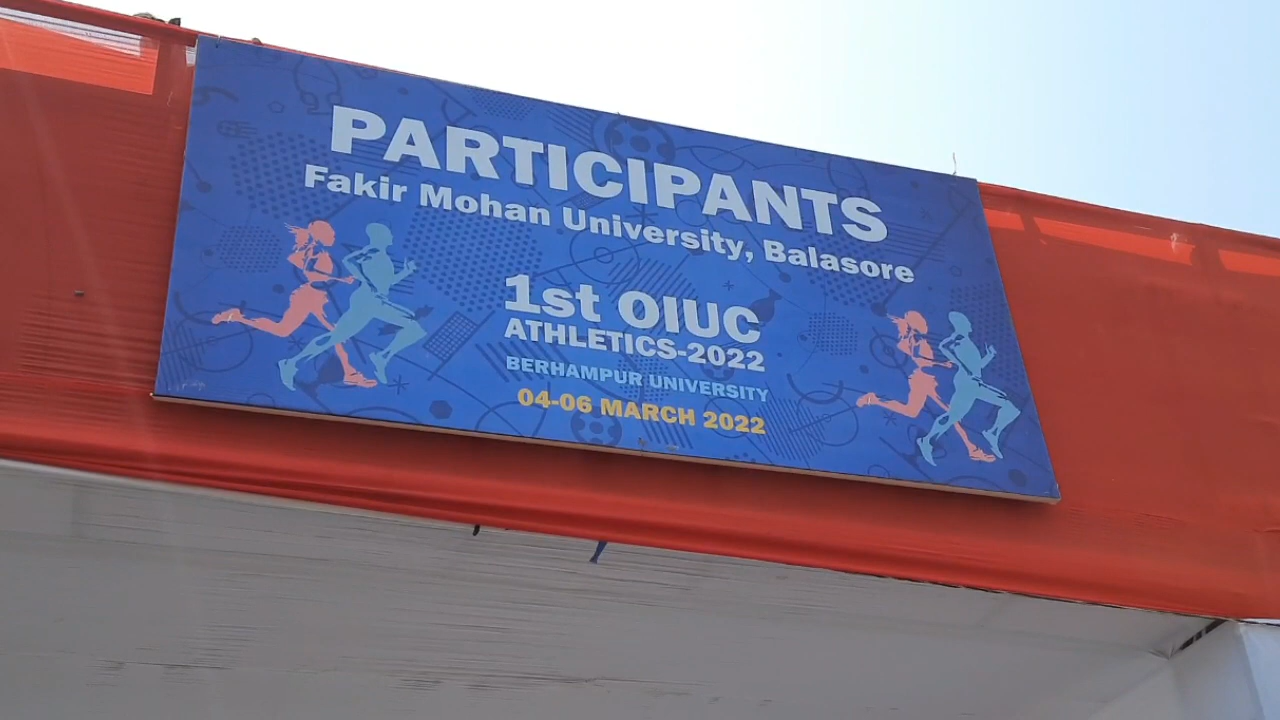 PARTICIPANTS
Fakir Mohan University, Balasore
1st OIUC
ATHLETICS-2022
BERHAMPUR UNIVERSITY
04-06 MARCH 2022